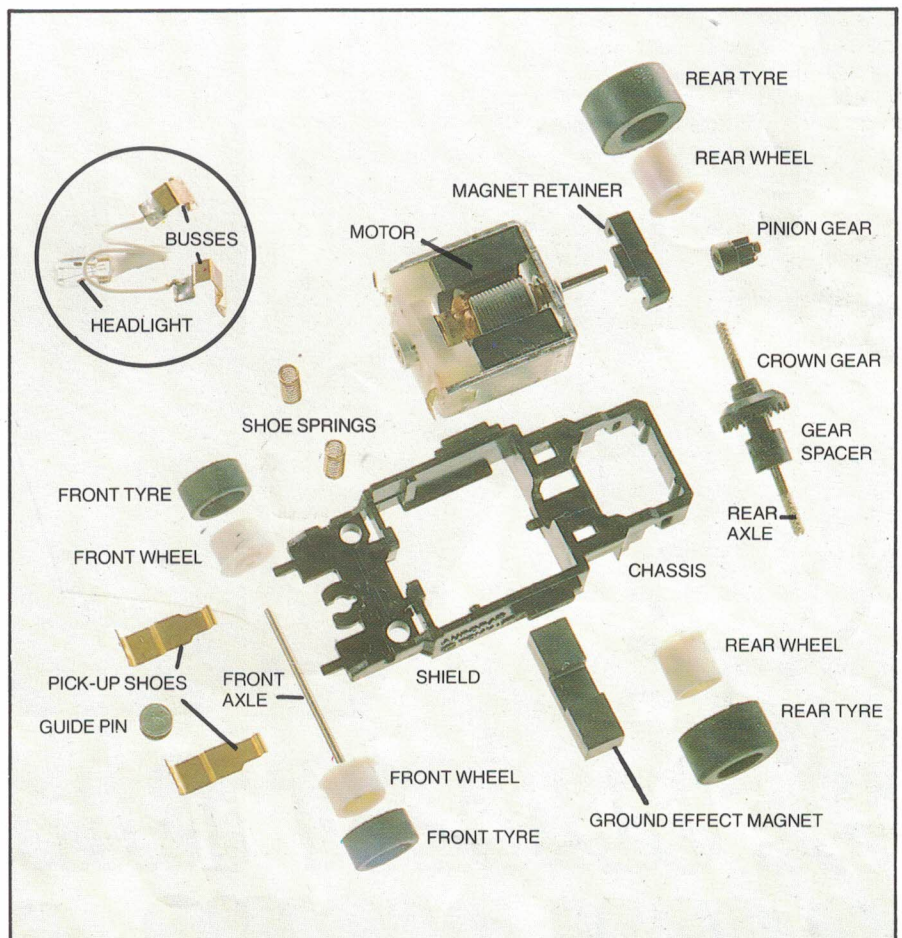 REAR TYRE
REAR WHEEL
MAGNET RETAINER
MOTOR
PINION GEAR
BUSSES
HEADLIGHT
CROWN GEAR
SHOE SPRINGS
GEAR
SPACER
FRONT TYRE
REAR
AXLE
FRONT WHEEL
CHASSIS
REAR WHEEL
PICK-UP SHOES
FRONT
AXLE
SHIELD
GUIDE PIN
REAR TYRE
FRONT WHEEL
GROUND EFFECT MAGNET
FRONT TYRE